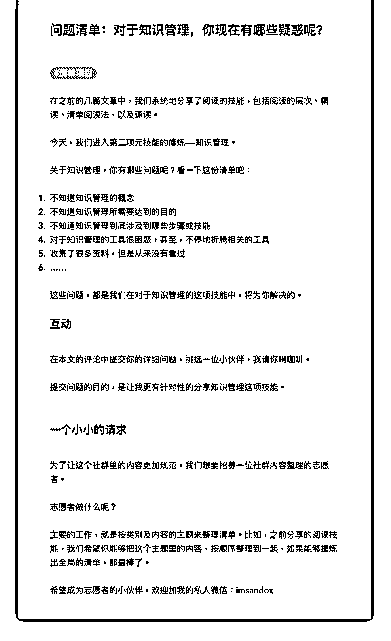 问题清单：对于知识管理，你现在有哪些疑惑呢？
在之前的几篇文章中，我们系统地分享了阅读的技能，包括阅读的层次、精
读、清单阅读法、以及速读。
今天，我们进入第二项元技能的修炼—知识管理。
关于知识管理，你有哪些问题呢？看一下这份清单吧：
1. 不知道知识管理的概念
2. 不知道知识管理所需要达到的目的
3. 不知道知识管理到底涉及到哪些步骤或技能
4. 对于知识管理的工具很困惑，甚至，不停地折腾相关的工具
5. 收集了很多资料，但是从来没有看过
6. ......
这些问题，都是我们在对于知识管理的这项技能中，将为你解决的。
互动
在本文的评论中提交你的详细问题，挑选一位小伙伴，我请你喝咖啡。
提交问题的目的，是让我更有针对性的分享知识管理这项技能。
一个小小的请求
为了让这个社群里的内容更加规范，我们想要招募一位社群内容整理的志愿
者。
志愿者做什么呢？
主要的工作，就是按类别及内容的主题来整理清单。比如，之前分享的阅读技
能，我们希望你能够把这个主题里的内容、按顺序整理到一起、如果能够提炼
出全局的清单，那最棒了。
希望成为志愿者的小伙伴，欢迎加我的私人微信：imsandox